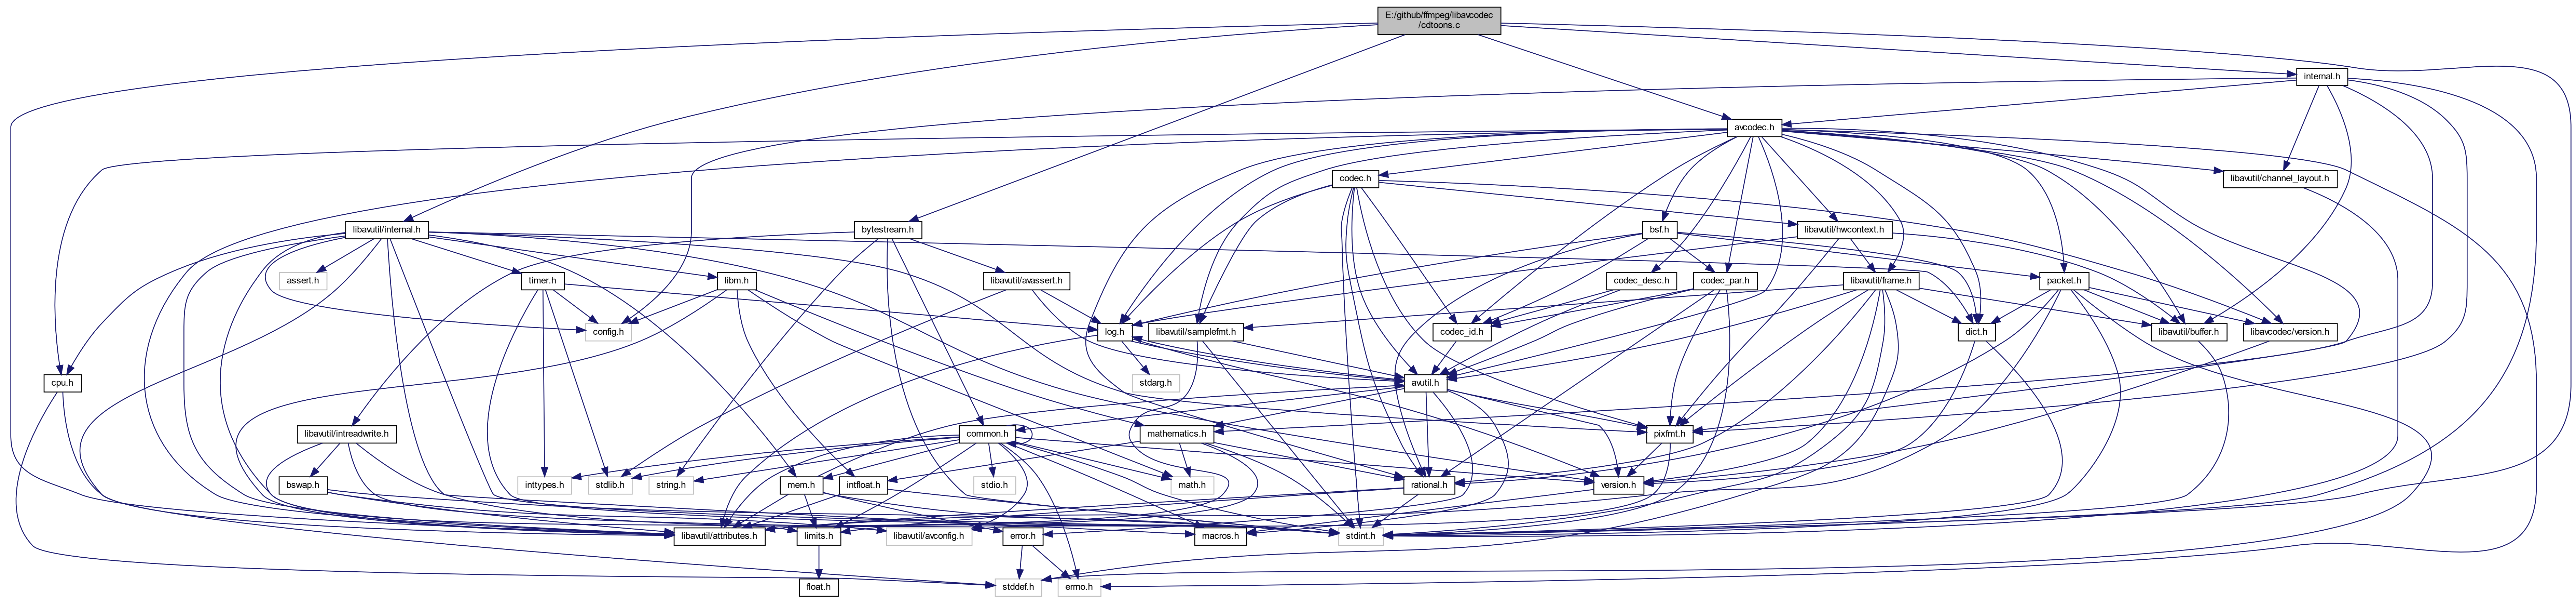 E:/github/ffmpeg/libavcodec
/cdtoons.c
internal.h
avcodec.h
codec.h
libavutil/channel_layout.h
libavutil/internal.h
bytestream.h
bsf.h
libavutil/hwcontext.h
assert.h
timer.h
libm.h
libavutil/avassert.h
codec_desc.h
codec_par.h
libavutil/frame.h
packet.h
config.h
log.h
libavutil/samplefmt.h
codec_id.h
dict.h
libavutil/buffer.h
libavcodec/version.h
cpu.h
stdarg.h
avutil.h
libavutil/intreadwrite.h
common.h
mathematics.h
pixfmt.h
bswap.h
inttypes.h
stdlib.h
string.h
mem.h
intfloat.h
stdio.h
math.h
rational.h
version.h
libavutil/attributes.h
limits.h
libavutil/avconfig.h
error.h
macros.h
stdint.h
float.h
stddef.h
errno.h